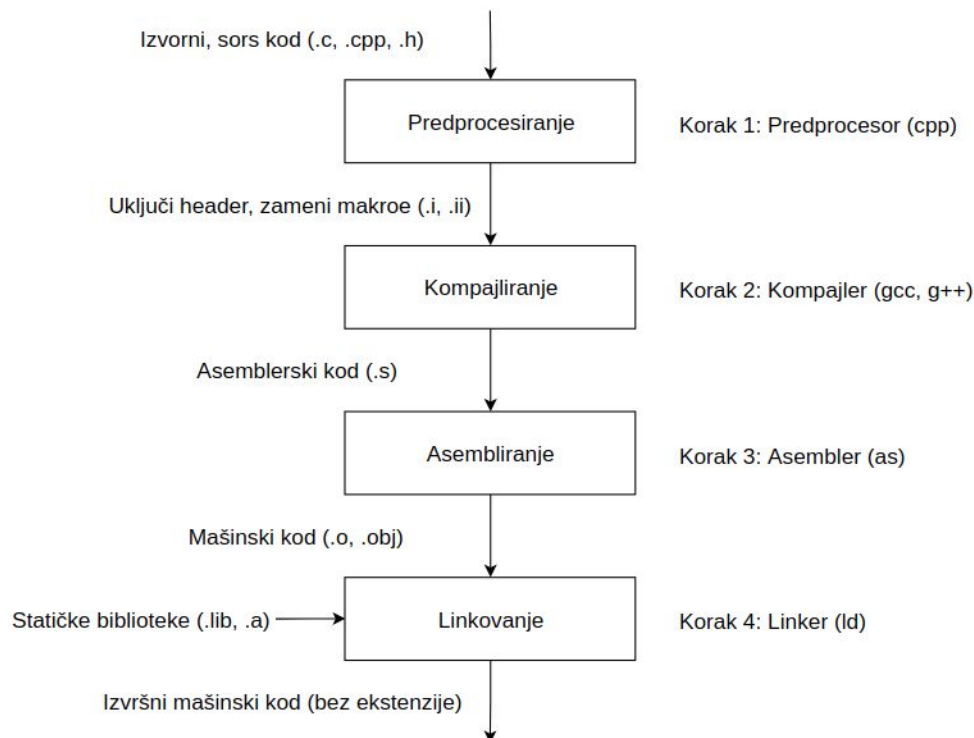 Izvorni, sors kod (.c, .cpp, .h)
Predprocesiranje
Korak 1: Predprocesor (cpp)
Uključi header, zameni makroe (.i, .ii)
Kompajliranje
Korak 2: Kompajler (gcc, g++)
Asemblerski kod (.s)
Asembliranje
Korak 3: Asembler (as)
Mašinski kod (.o, .obj)
Statičke biblioteke (.lib, .a)
Linkovanje
Korak 4: Linker (ld)
Izvršni mašinski kod (bez ekstenzije)